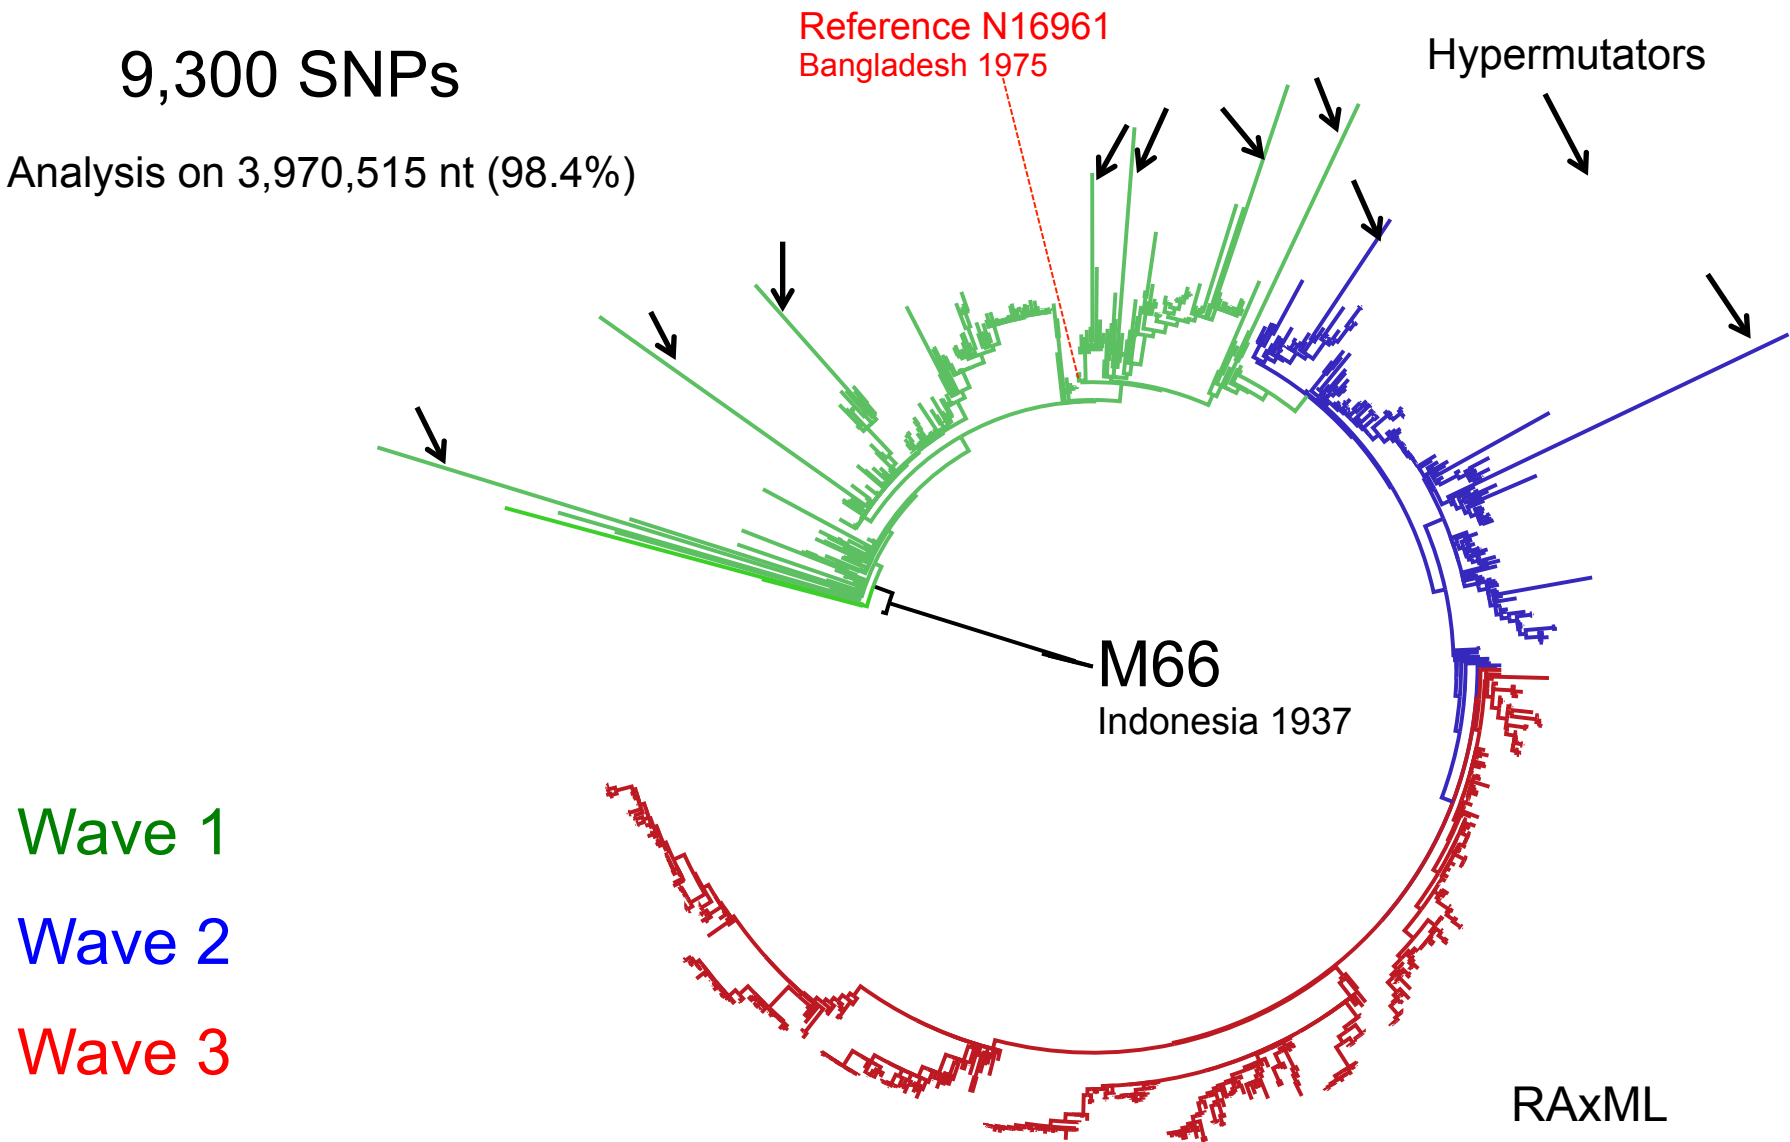 Reference N16961
Bangladesh 1975
9,300 SNPs
Hypermutators
Analysis on 3,970,515 nt (98.4%)
M66
Indonesia 1937
Wave 1
Wave 2
Wave 3
RAxML